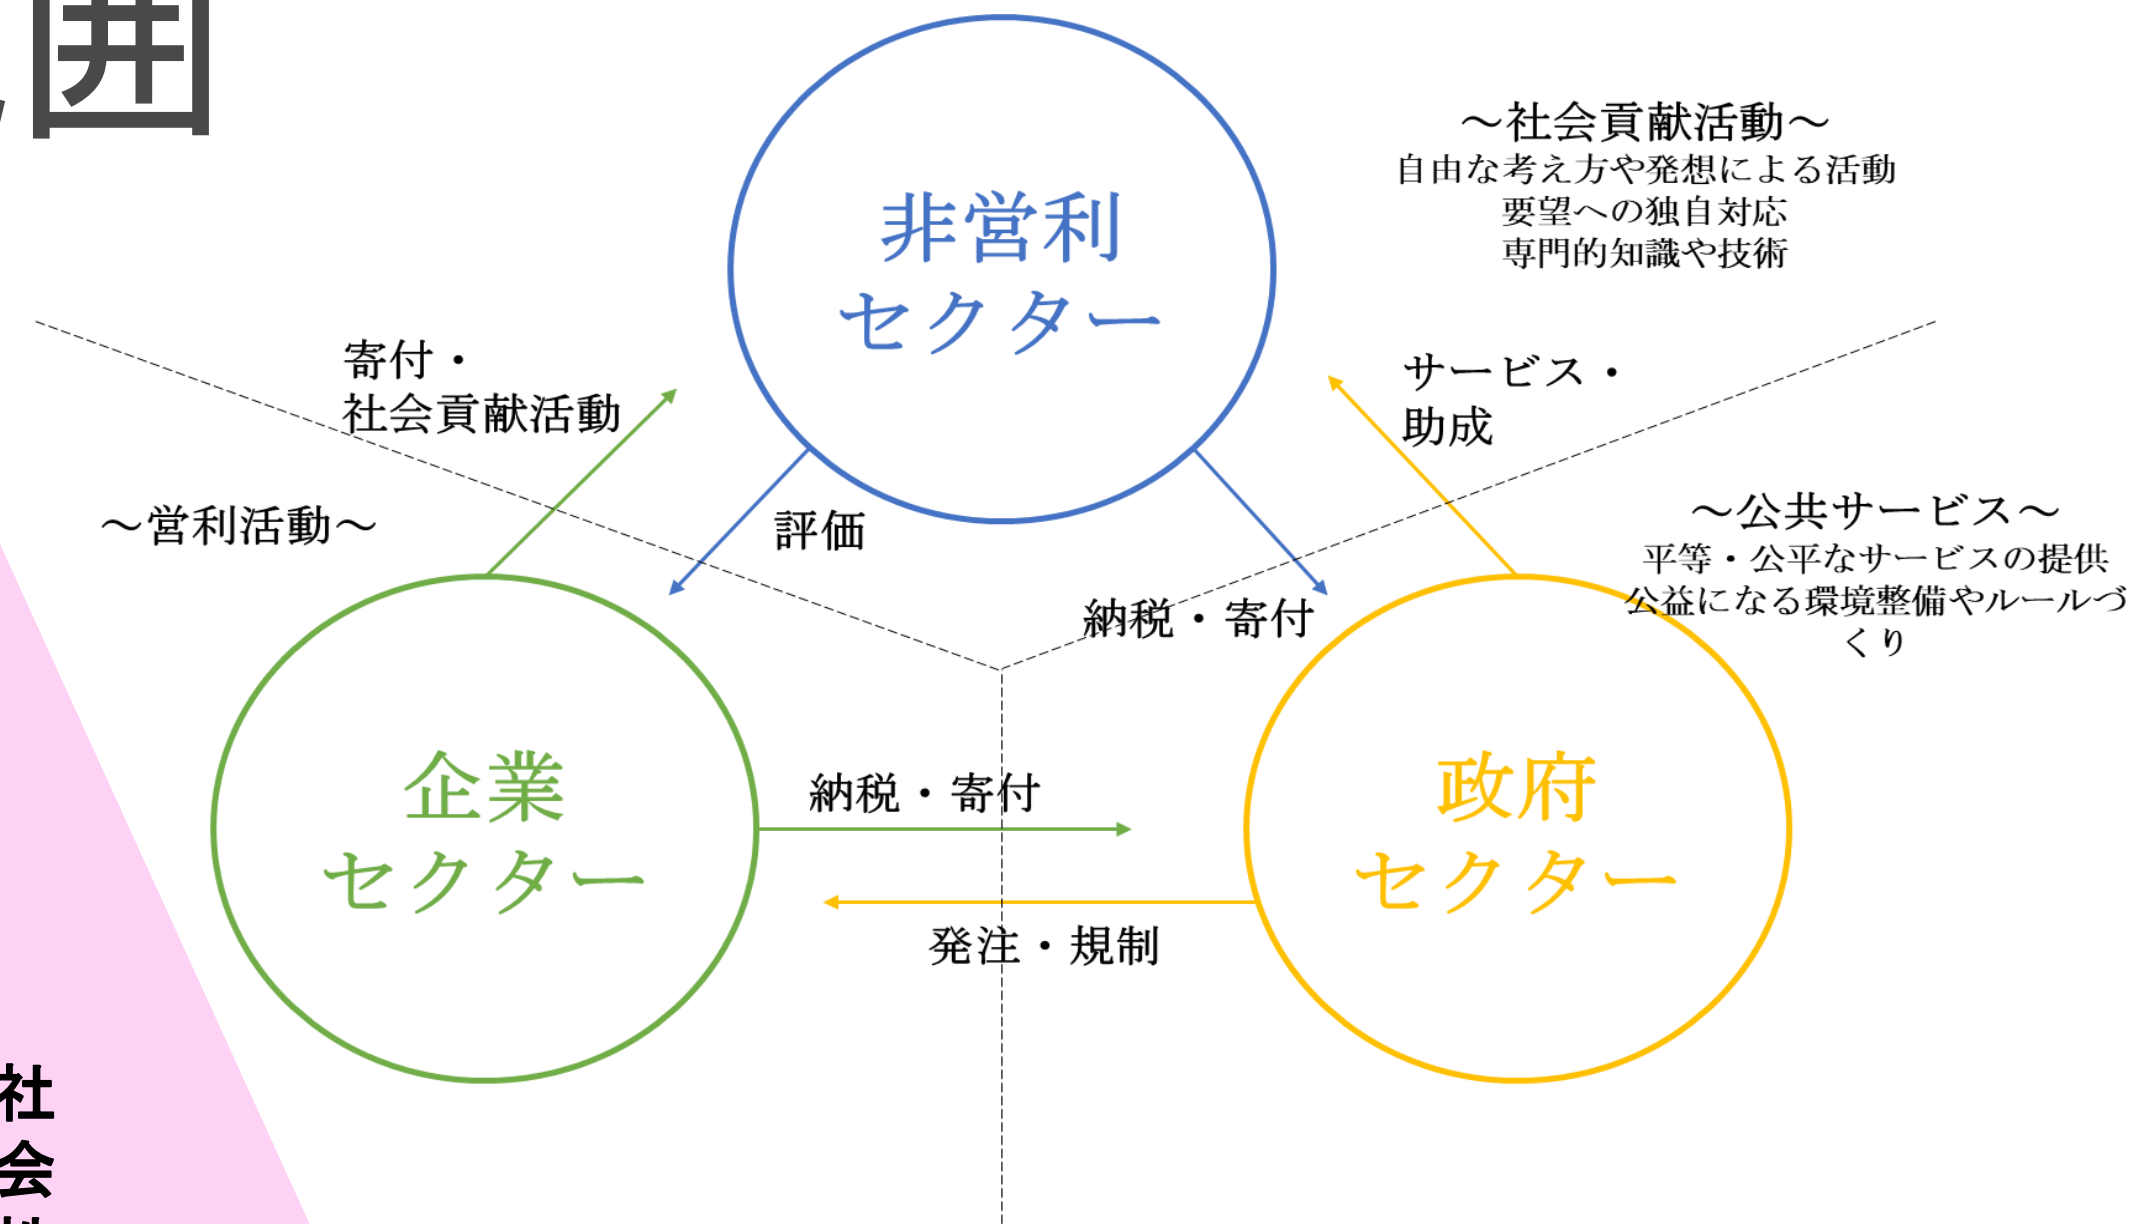 囲
非営利
セクター
～社会貢献活動～
自由な考え方や発想による活動
要望への独自対応
専門的知識や技術
寄付・
社会貢献活動
サービス・
助成
～営利活動～
評価
～公共サービス～
平等・公平なサービスの提供
公益になる環境整備やルールづ
くり
納税・寄付
企業
セクター
納税・寄付
政府
セクター
発注・規制
社
会